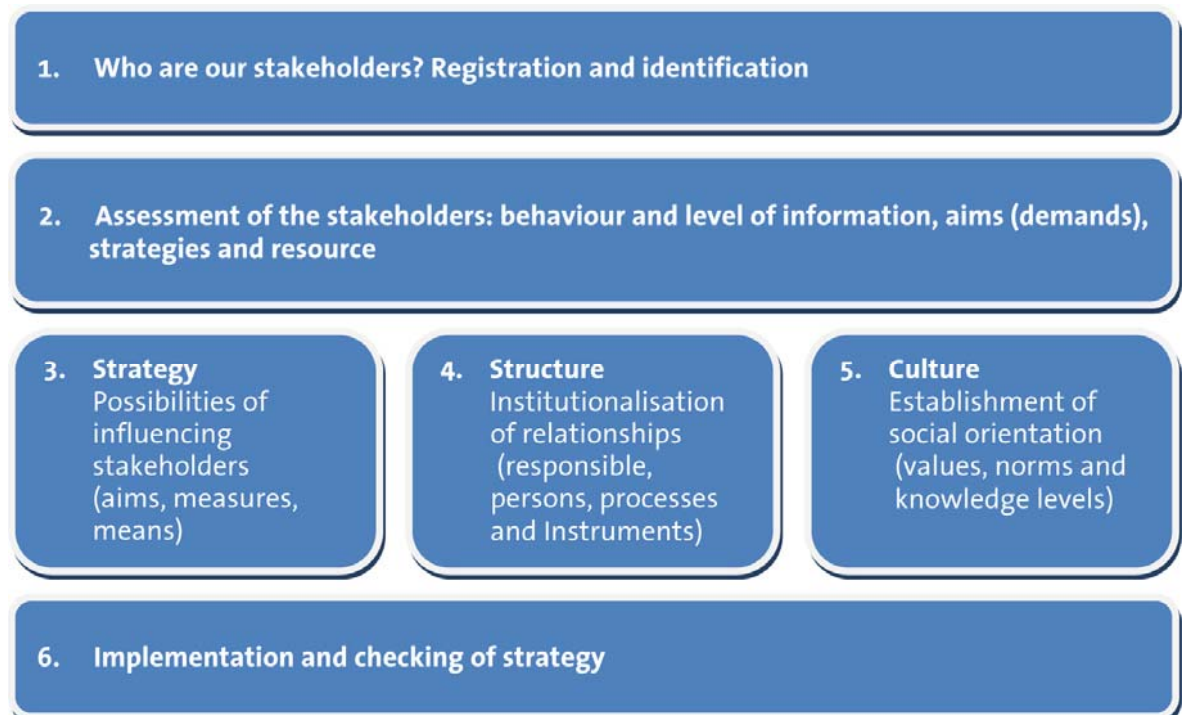 1. Who are our stakeholders? Registration and identification
2. Assessment of the stakeholders: behaviour and level of information, aims (demands),
strategies and resource
3. Strategy
Possibilities of
influencing
stakeholders
(aims, measures,
means)
4. Structure
Institutionalisation
of relationships
(responsible,
persons, processes
and Instruments)
5. Culture
Establishment of
social orientation
(values, norms and
knowledge levels)
6. Implementation and checking of strategy